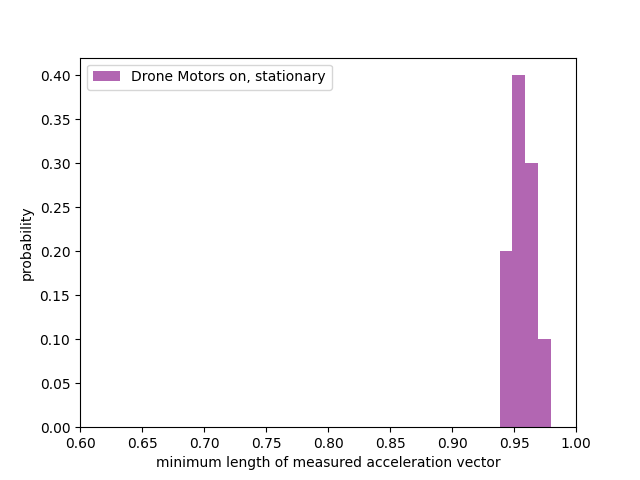 Drone Motors on, stationary
0.40
0.35
0.30
0.25
0.20
0.15
0.10
0.05
0.00
probability
0.60 0.65 0.70 0.75 0.80 0.85 0.90 0.95 1.00
minimum length of measured acceleration vector